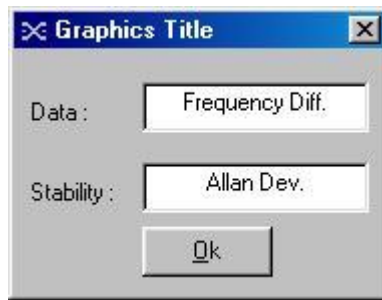 Graphics Title
Data : Frequency Diff.
Stability : Allan Dev.
Ok